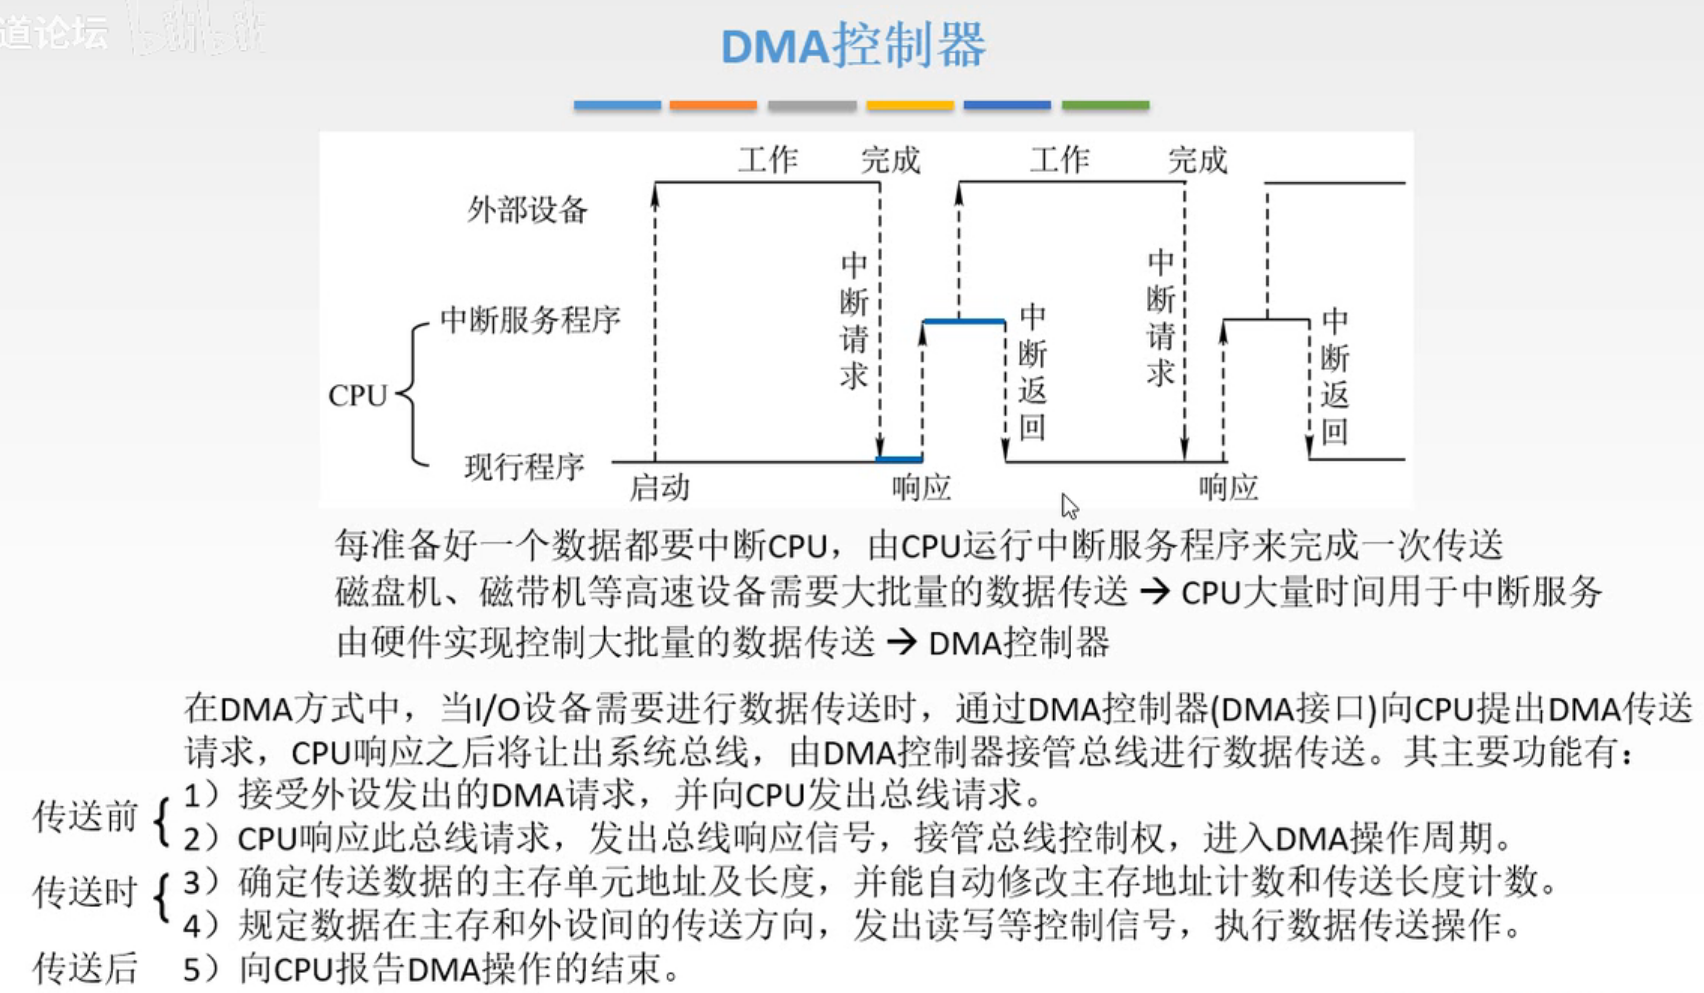 道论坛 bilibili
DMA控制器
工作 完成 工作 完成
外部设备
中断请求
中断请求
中断服务程序
中断返回
中断返回
CPU
现行程序
启动 响应 响应
每准备好一个数据都要中断CPU，由CPU运行中断服务程序来完成一次传送
磁盘机、磁带机等高速设备需要大批量的数据传送 → CPU大量时间用于中断服务
由硬件实现控制大批量的数据传送 → DMA控制器
在DMA方式中，当I/O设备需要进行数据传送时，通过DMA控制器(DMA接口)向CPU提出DMA传送
请求，CPU响应之后将让出系统总线，由DMA控制器接管总线进行数据传送。其主要功能有：
传送前
1）接受外设发出的DMA请求，并向CPU发出总线请求。
2）CPU响应此总线请求，发出总线响应信号，接管总线控制权，进入DMA操作周期。
传送时
3）确定传送数据的主存单元地址及长度，并能自动修改主存地址计数和传送长度计数。
4）规定数据在主存和外设间的传送方向，发出读写等控制信号，执行数据传送操作。
传送后 5）向CPU报告DMA操作的结束。